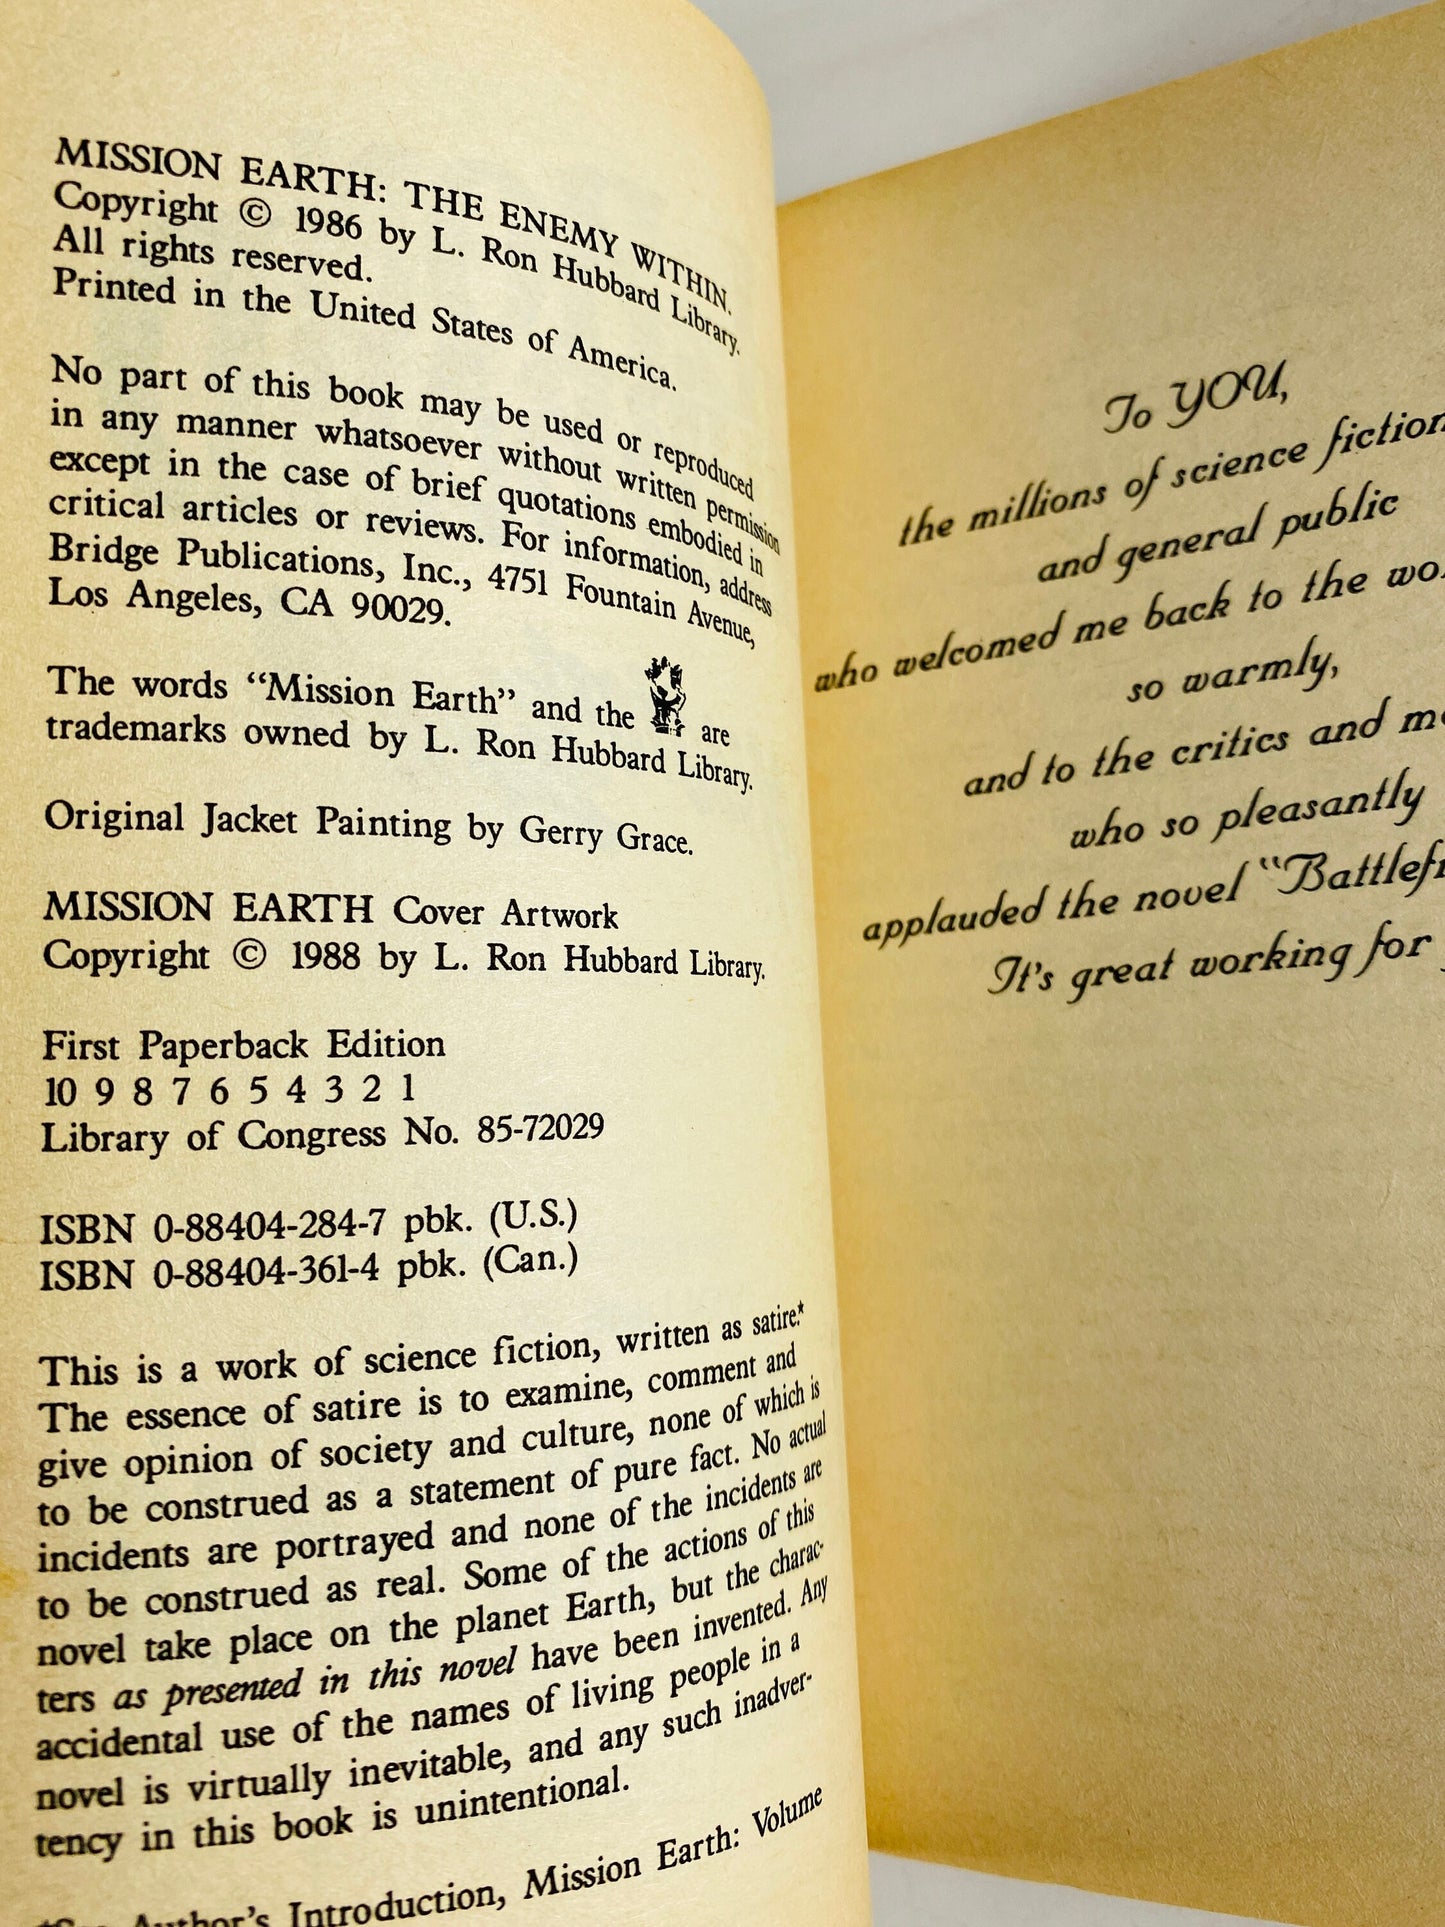 MISSION EARTH: THE ENEMY WITHIN.
Copyright © 1986 by L. Ron Hubbard Library.
All rights reserved.
Printed in the United States of America.
No part of this book may be used or reproduced
in any manner whatsoever without written permission
except in the case of brief quotations embodied in
critical articles or reviews. For information, address
Bridge Publications, Inc., 4751 Fountain Avenue,
Los Angeles, CA 90029.
The words “Mission Earth” and the are
trademarks owned by L. Ron Hubbard Library.
Original Jacket Painting by Gerry Grace.
MISSION EARTH Cover Artwork
Copyright © 1988 by L. Ron Hubbard Library.
First Paperback Edition
10 9 8 7 6 5 4 3 2 1
Library of Congress No. 85-72029
ISBN 0-88404-284-7 pbk. (U.S.)
ISBN 0-88404-361-4 pbk. (Can.)
This is a work of science fiction, written as satire.*
The essence of satire is to examine, comment and
give opinion of society and culture, none of which is
to be construed as a statement of pure fact. No actual
incidents are portrayed and none of the incidents are
to be construed as real. Some of the actions of this
novel take place on the planet Earth, but the charac-
ters as presented in this novel have been invented. Any
accidental use of the names of living people in a
novel is virtually inevitable, and any such inadver-
tency in this book is unintentional.
*See Author's Introduction, Mission Earth: Volume
To YOU,
the millions of science fiction
and general public
who welcomed me back to the wo
so warmly,
and to the critics and m
who so pleasantly
applauded the novel “Battlef
It's great working for